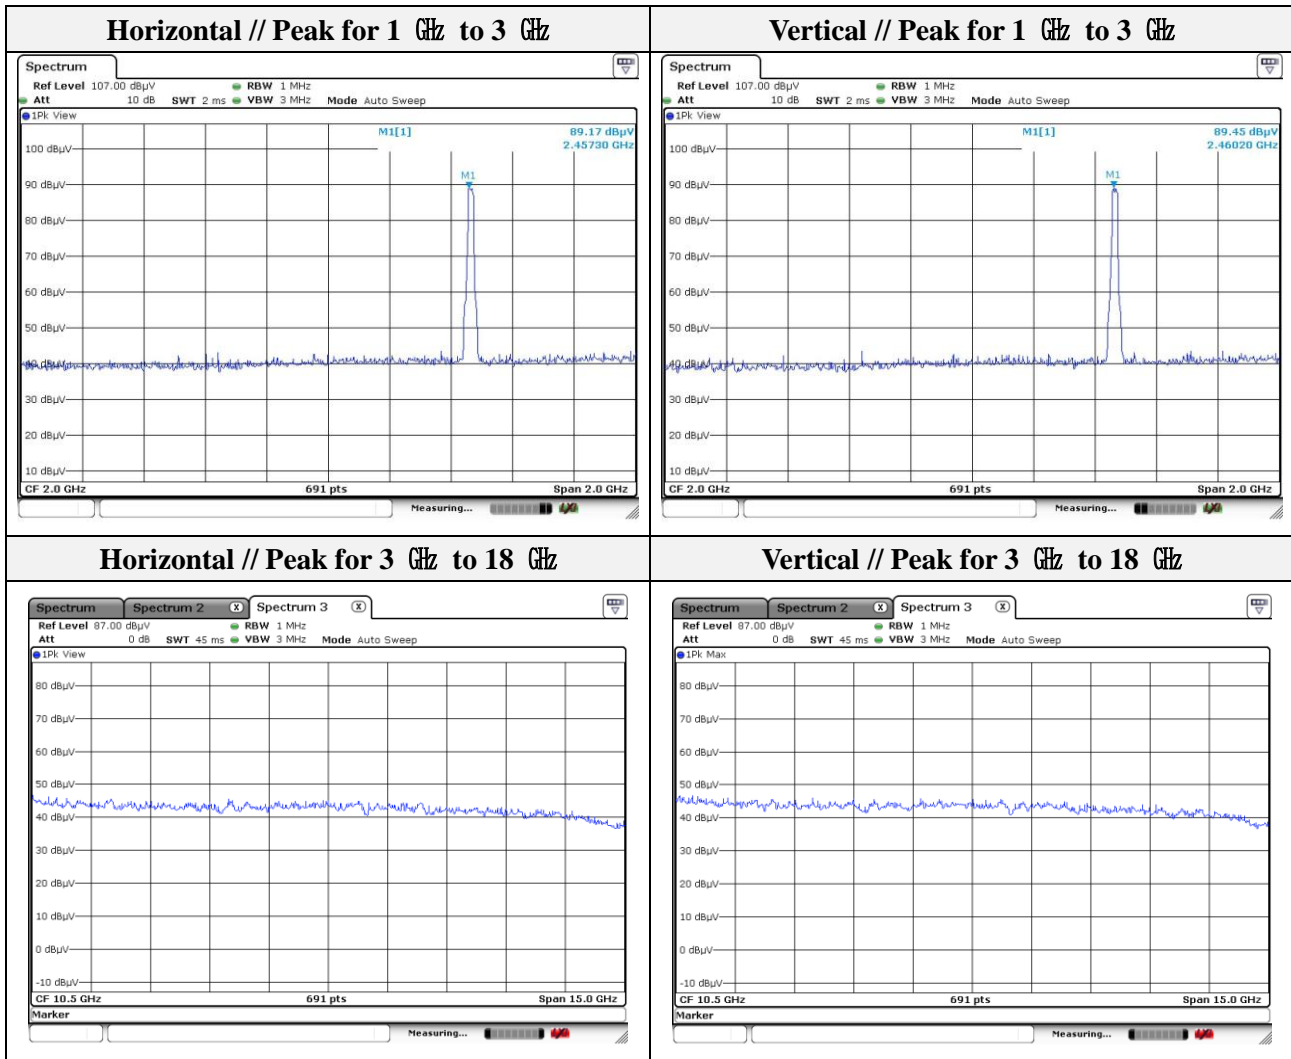 Horizontal // Peak for 1 ㎓ to 3 ㎓
Spectrum
Ref Level 107.00 dBµV RBW 1 MHz
Att 10 dB SWT 2 ms VBW 3 MHz Mode Auto Sweep
1Pk View
M1[1] 89.17 dBµV
2.45730 GHz
100 dBµV
M1
90 dBµV
80 dBµV
70 dBµV
60 dBµV
50 dBµV
40 dBµV
30 dBµV
20 dBµV
10 dBµV
CF 2.0 GHz 691 pts Span 2.0 GHz
Measuring...
Vertical // Peak for 1 ㎓ to 3 ㎓
Spectrum
Ref Level 107.00 dBµV RBW 1 MHz
Att 10 dB SWT 2 ms VBW 3 MHz Mode Auto Sweep
1Pk View
M1[1] 89.45 dBµV
2.46020 GHz
100 dBµV
M1
90 dBµV
80 dBµV
70 dBµV
60 dBµV
50 dBµV
40 dBµV
30 dBµV
20 dBµV
10 dBµV
CF 2.0 GHz 691 pts Span 2.0 GHz
Measuring...
Horizontal // Peak for 3 ㎓ to 18 ㎓
Spectrum Spectrum 2 X Spectrum 3 X
Ref Level 87.00 dBµV RBW 1 MHz
Att 0 dB SWT 45 ms VBW 3 MHz Mode Auto Sweep
1Pk View
80 dBµV
70 dBµV
60 dBµV
50 dBµV
40 dBµV
30 dBµV
20 dBµV
10 dBµV
0 dBµV
-10 dBµV
CF 10.5 GHz 691 pts Span 15.0 GHz
Marker
Measuring...
Vertical // Peak for 3 ㎓ to 18 ㎓
Spectrum Spectrum 2 X Spectrum 3 X
Ref Level 87.00 dBµV RBW 1 MHz
Att 0 dB SWT 45 ms VBW 3 MHz Mode Auto Sweep
1Pk Max
80 dBµV
70 dBµV
60 dBµV
50 dBµV
40 dBµV
30 dBµV
20 dBµV
10 dBµV
0 dBµV
-10 dBµV
CF 10.5 GHz 691 pts Span 15.0 GHz
Marker
Measuring...